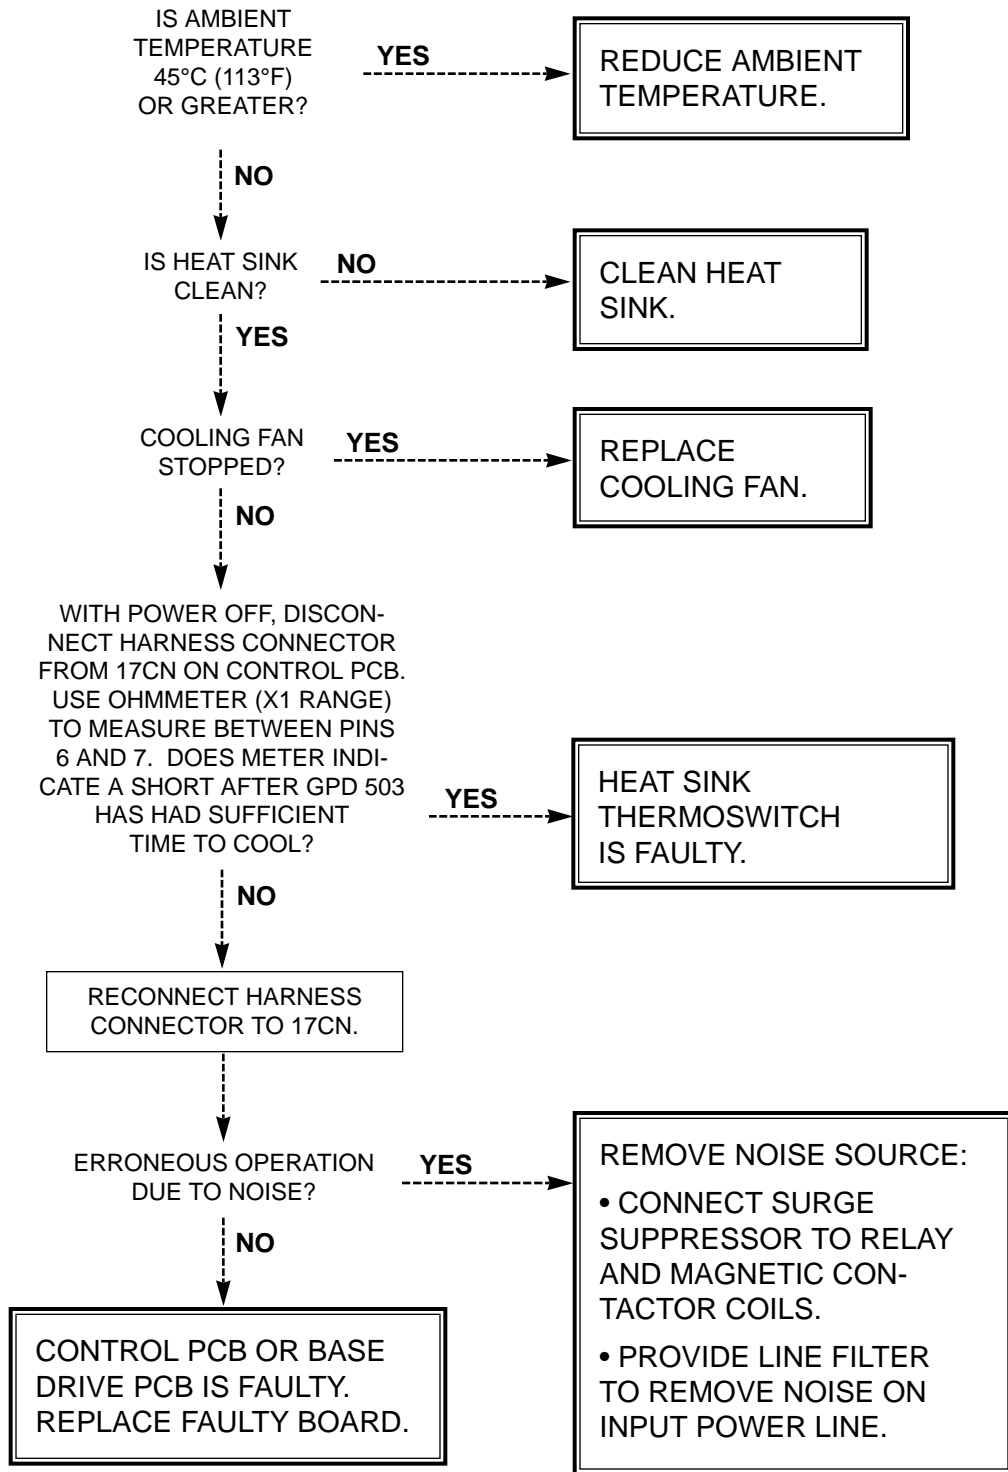 IS AMBIENT
TEMPERATURE
45°C (113°F)
OR GREATER?
YES
REDUCE AMBIENT
TEMPERATURE.
NO
IS HEAT SINK
CLEAN?
NO
CLEAN HEAT
SINK.
YES
COOLING FAN
STOPPED?
YES
REPLACE
COOLING FAN.
NO
WITH POWER OFF, DISCON-
NECT HARNESS CONNECTOR
FROM 17CN ON CONTROL PCB.
USE OHMMETER (X1 RANGE)
TO MEASURE BETWEEN PINS
6 AND 7. DOES METER INDI-
CATE A SHORT AFTER GPD 503
HAS HAD SUFFICIENT
TIME TO COOL?
YES
HEAT SINK
THERMOSWITCH
IS FAULTY.
NO
RECONNECT HARNESS
CONNECTOR TO 17CN.
ERRONEOUS OPERATION
DUE TO NOISE?
YES
REMOVE NOISE SOURCE:
• CONNECT SURGE
SUPPRESSOR TO RELAY
AND MAGNETIC CON-
TACTOR COILS.
• PROVIDE LINE FILTER
TO REMOVE NOISE ON
INPUT POWER LINE.
NO
CONTROL PCB OR BASE
DRIVE PCB IS FAULTY.
REPLACE FAULTY BOARD.